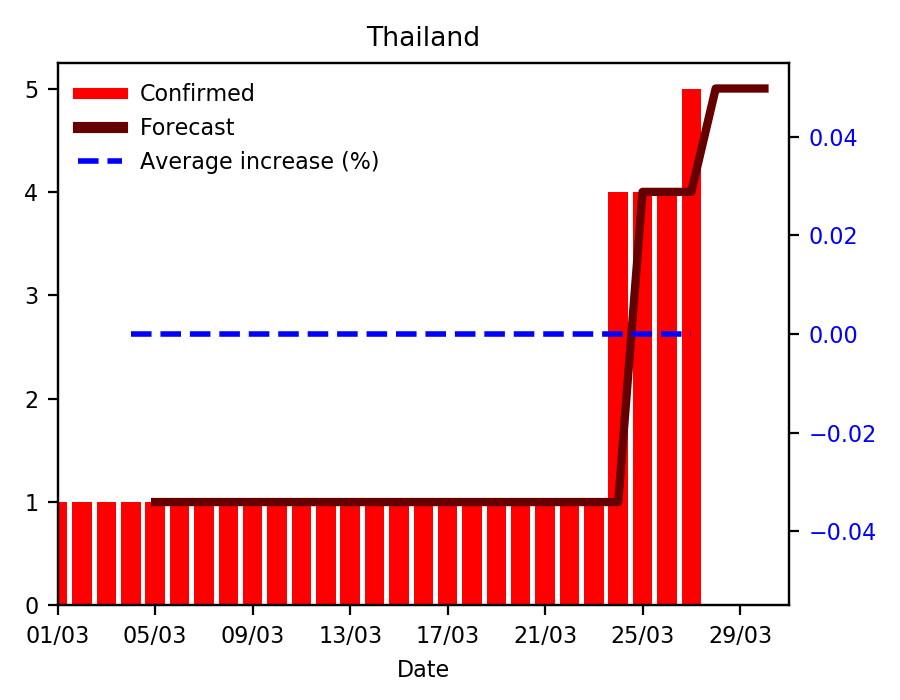 Thailand
Confirmed
Forecast
Average increase (%)
5
4
3
2
1
0
0.04
0.02
0.00
−0.02
−0.04
01/03 05/03 09/03 13/03 17/03 21/03 25/03 29/03
Date